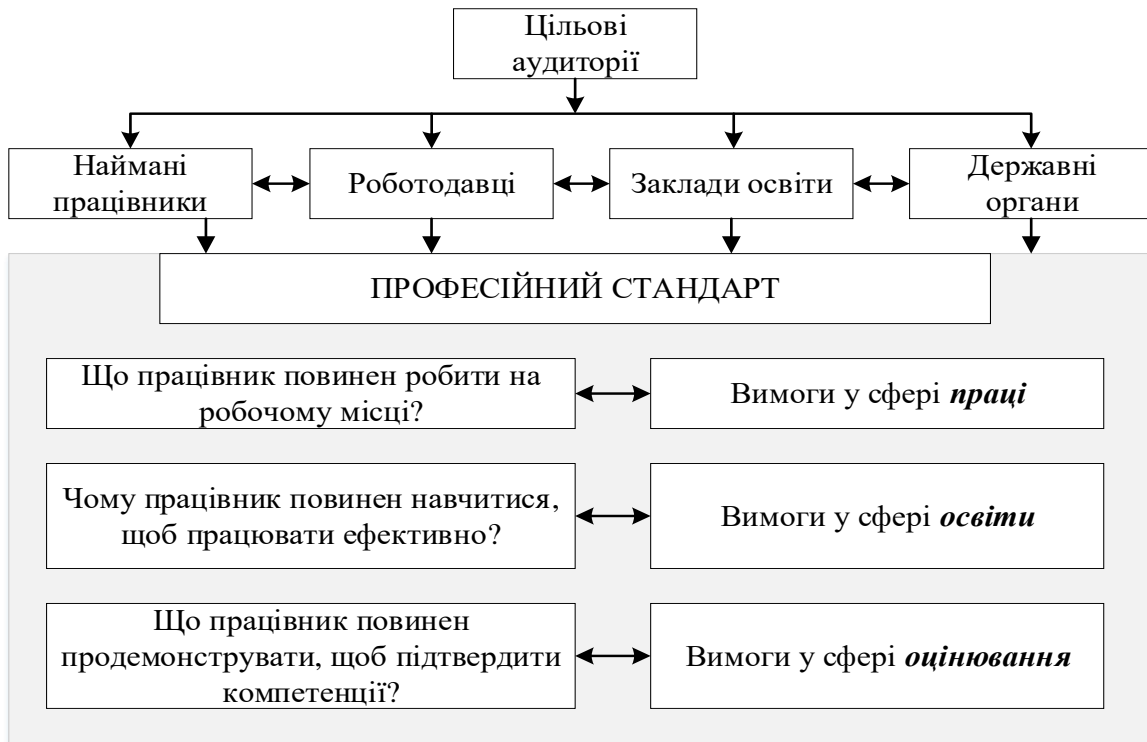 Цільові
аудиторії
Наймані
працівники
Роботодавці
Заклади освіти
Державні
органи
ПРОФЕСІЙНИЙ СТАНДАРТ
Що працівник повинен робити на
робочому місці?
Вимоги у сфері праці
Чому працівник повинен навчитися,
щоб працювати ефективно?
Вимоги у сфері освіти
Що працівник повинен
продемонструвати, щоб підтвердити
компетенції?
Вимоги у сфері оцінювання